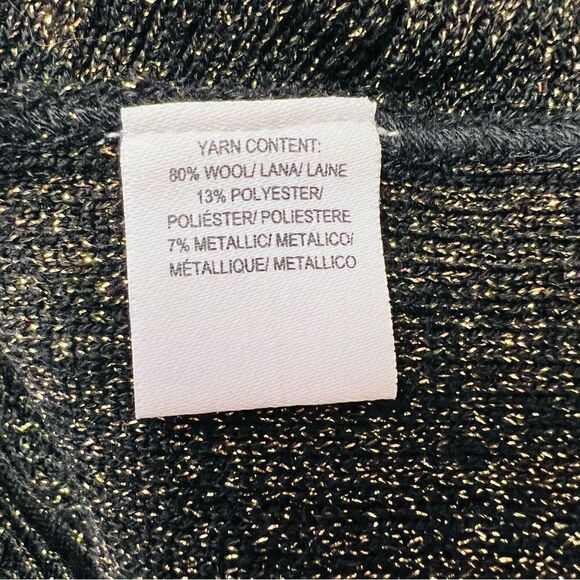 YARN CONTENT:
80% WOOL/ LANA/ LAINE
13% POLYESTER/
POLIÉSTER/ POLIESTERE
7% METALLIC/ METALICO/
MÉTALLIQUE/ METALLICO